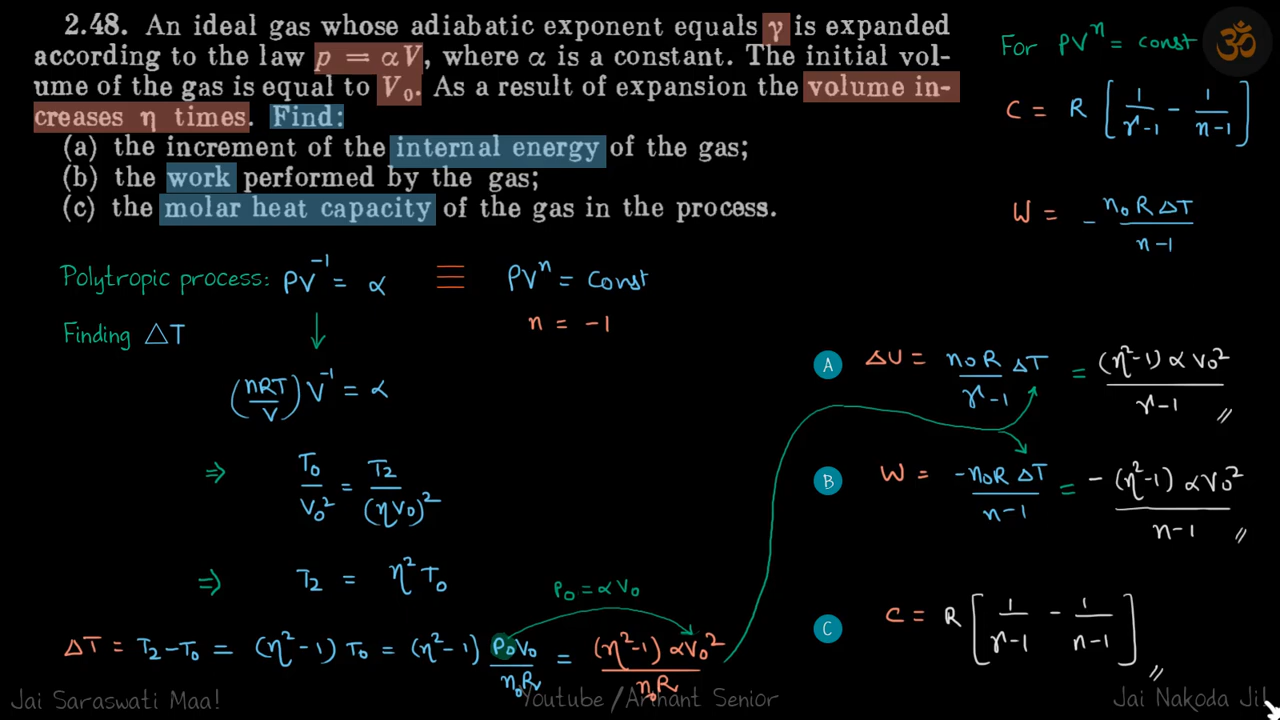 2.48. An ideal gas whose adiabatic exponent equals γ is expanded
according to the law p = αV, where α is a constant. The initial vol-
ume of the gas is equal to V₀. As a result of expansion the volume in-
creases η times. Find:
(a) the increment of the internal energy of the gas;
(b) the work performed by the gas;
(c) the molar heat capacity of the gas in the process.
For PVⁿ = const
ॐ
C = R [1/(γ-1) - 1/(n-1)]
W = - n₀RΔT/(n-1)
Polytropic process: PV⁻¹ = α ≡ PVⁿ = const
n = -1
Finding ΔT
↓
(nRT/V) V⁻¹ = α
⇒ T₀/V₀² = T₂/(ηV₀)²
⇒ T₂ = η²T₀
P₀ = αV₀
ΔT = T₂-T₀ = (η²-1) T₀ = (η²-1) P₀V₀/n₀R = (η²-1) αV₀²/n₀R
A ΔU = n₀R/(γ-1) ΔT = (η²-1) αV₀²/(γ-1) //
B W = -n₀RΔT/(n-1) = - (η²-1) αV₀²/(n-1) //
C C = R [1/(γ-1) - 1/(n-1)] //
Jai Saraswati Maa! Youtube /Arihant Senior Jai Nakoda Ji!